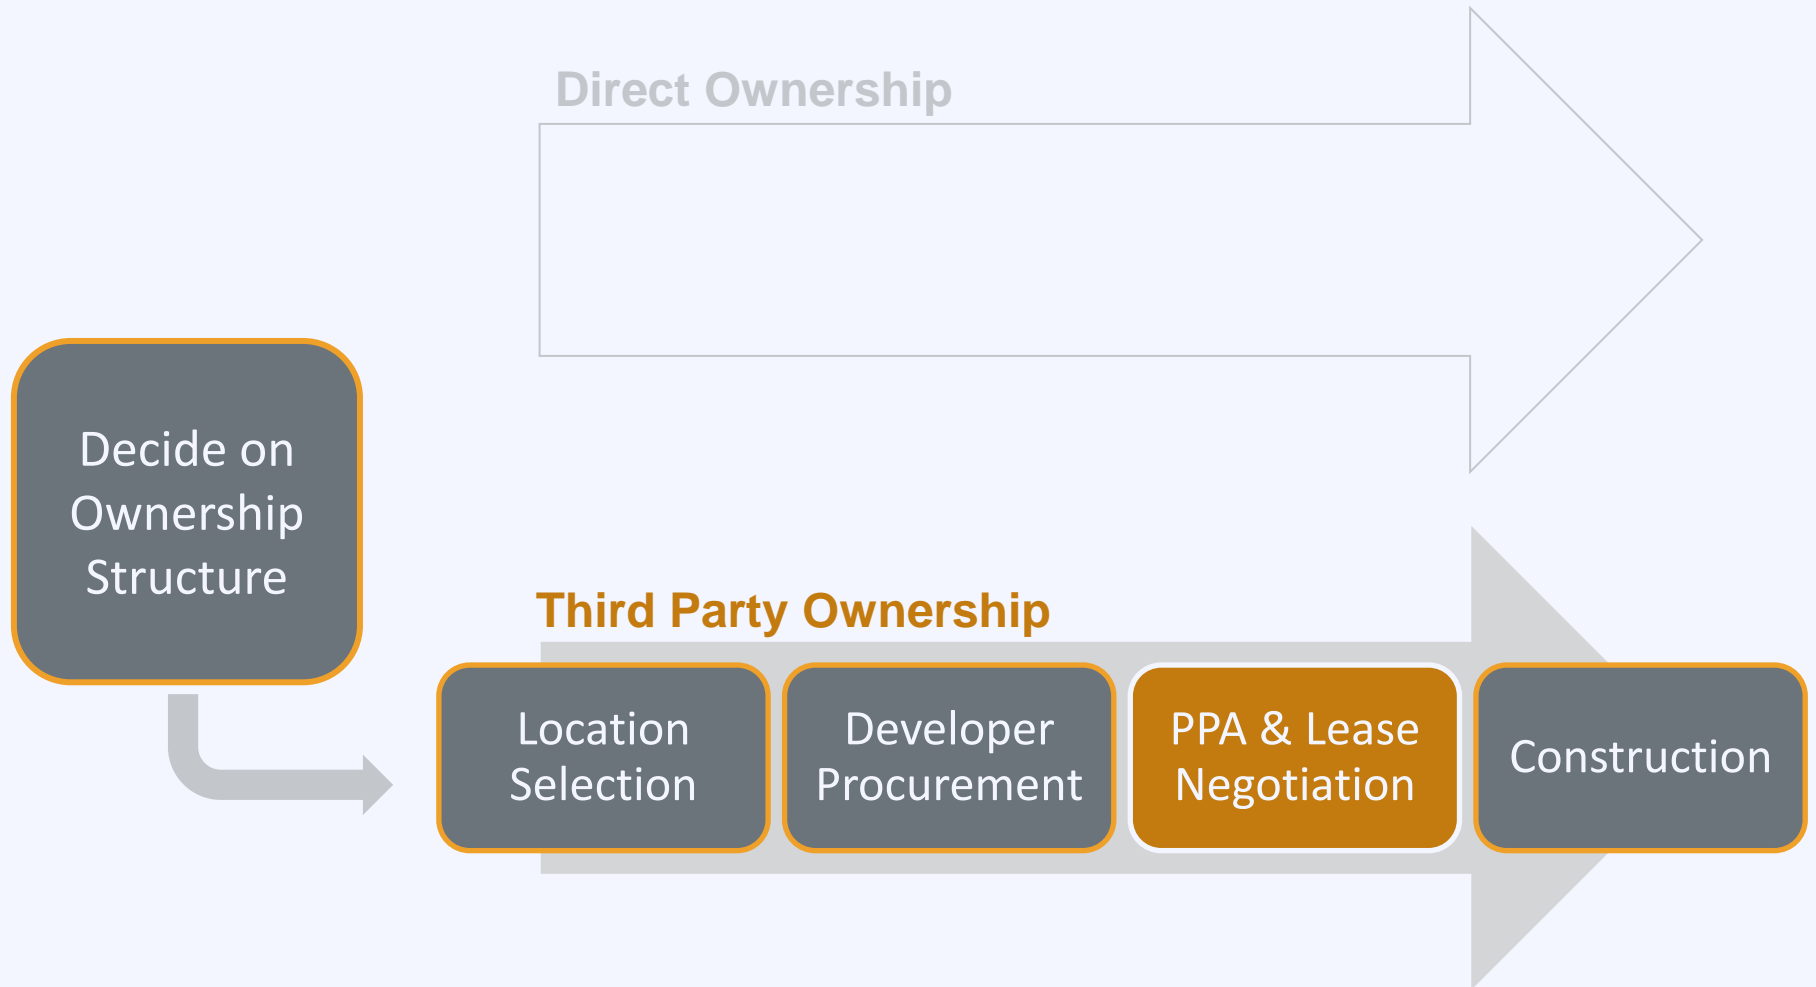 Direct Ownership
Decide on
Ownership
Structure
Third Party Ownership
Location
Selection
Developer
Procurement
PPA & Lease
Negotiation
Construction